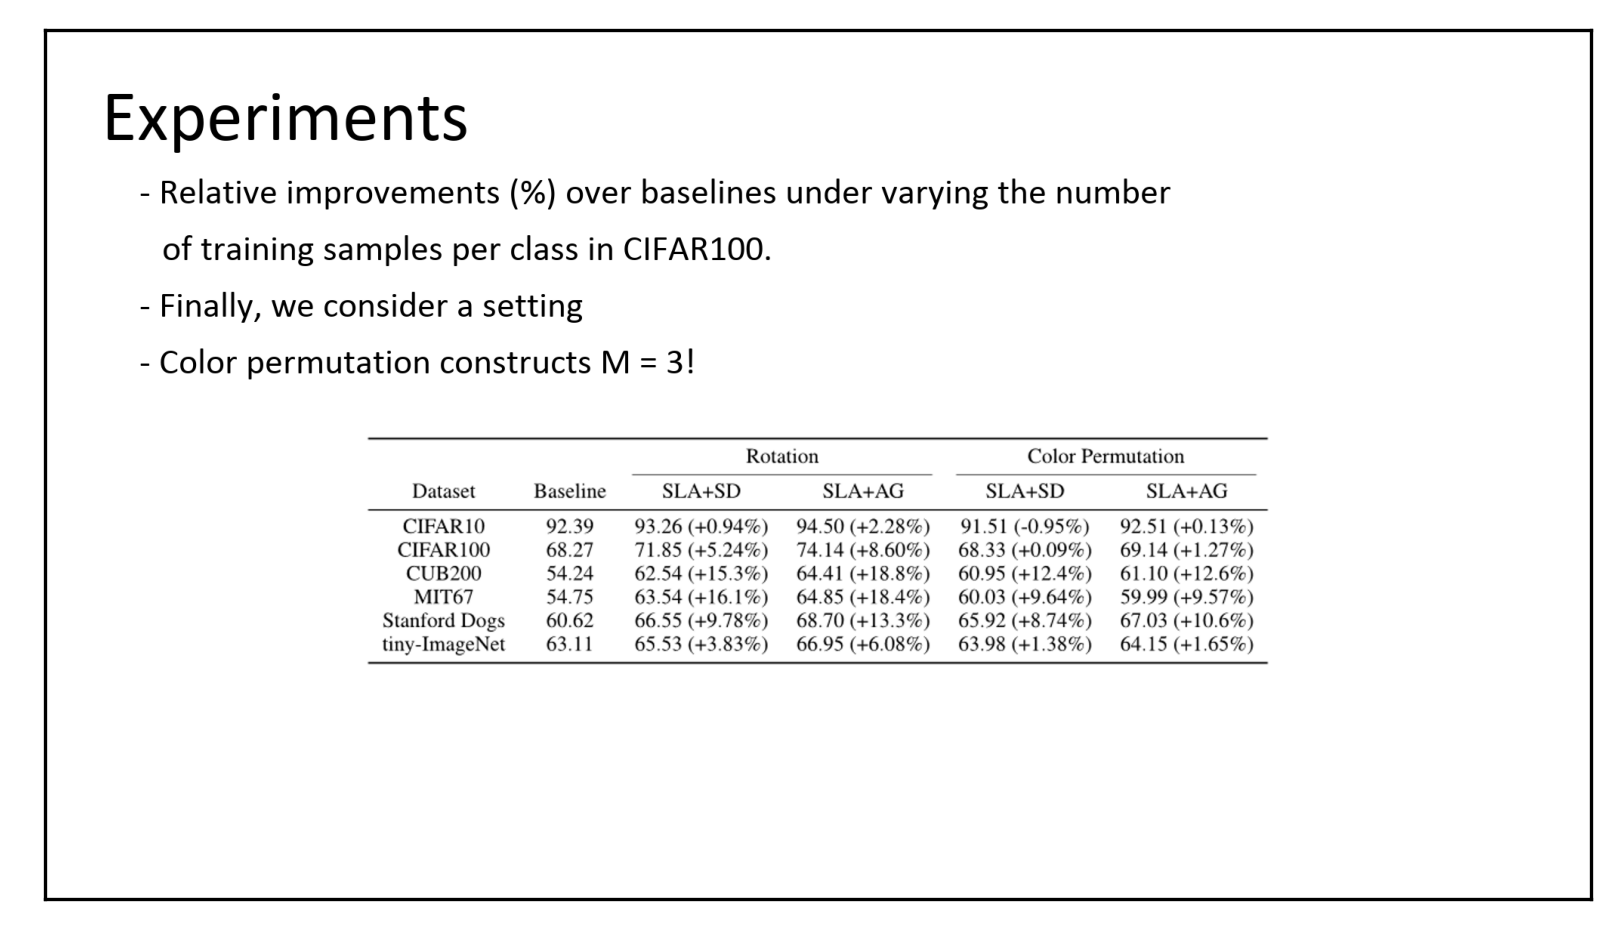 Experiments
- Relative improvements (%) over baselines under varying the number
of training samples per class in CIFAR100.
- Finally, we consider a setting
- Color permutation constructs M = 3!
Rotation Color Permutation
Dataset Baseline SLA+SD SLA+AG SLA+SD SLA+AG
CIFAR10 92.39 93.26 (+0.94%) 94.50 (+2.28%) 91.51 (-0.95%) 92.51 (+0.13%)
CIFAR100 68.27 71.85 (+5.24%) 74.14 (+8.60%) 68.33 (+0.09%) 69.14 (+1.27%)
CUB200 54.24 62.54 (+15.3%) 64.41 (+18.8%) 60.95 (+12.4%) 61.10 (+12.6%)
MIT67 54.75 63.54 (+16.1%) 64.85 (+18.4%) 60.03 (+9.64%) 59.99 (+9.57%)
Stanford Dogs 60.62 66.55 (+9.78%) 68.70 (+13.3%) 65.92 (+8.74%) 67.03 (+10.6%)
tiny-ImageNet 63.11 65.53 (+3.83%) 66.95 (+6.08%) 63.98 (+1.38%) 64.15 (+1.65%)